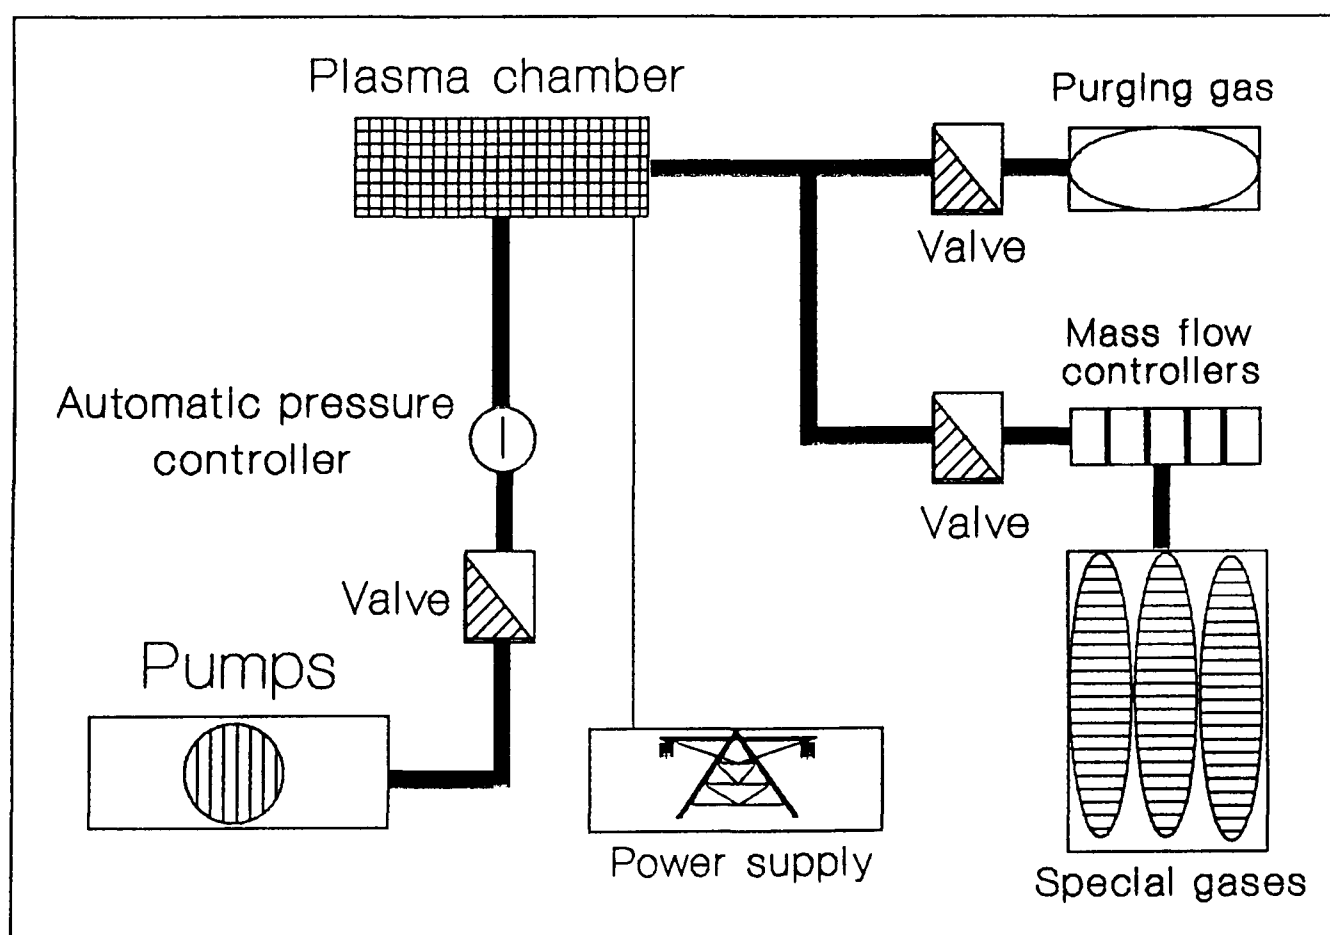 Plasma chamber
Purging gas
Valve
Mass flow
controllers
Automatic pressure
controller
Valve
Valve
Pumps
Power supply
Special gases